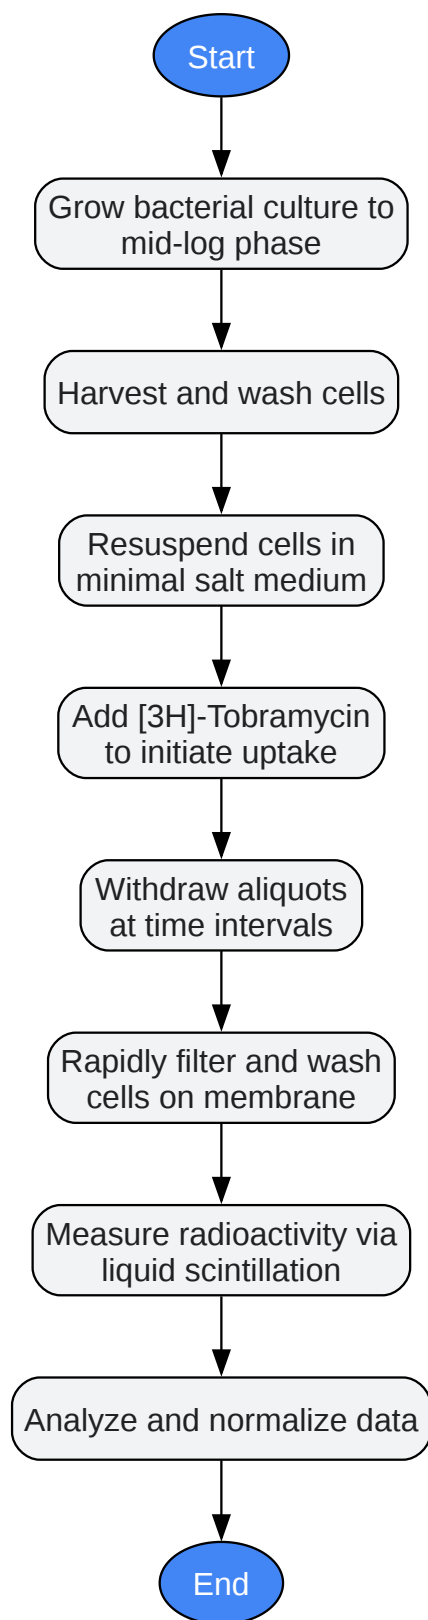 Start
Grow bacterial culture to
mid-log phase
Harvest and wash cells
Resuspend cells in
minimal salt medium
Add [3H]-Tobramycin
to initiate uptake
Withdraw aliquots
at time intervals
Rapidly filter and wash
cells on membrane
Measure radioactivity via
liquid scintillation
Analyze and normalize data
End